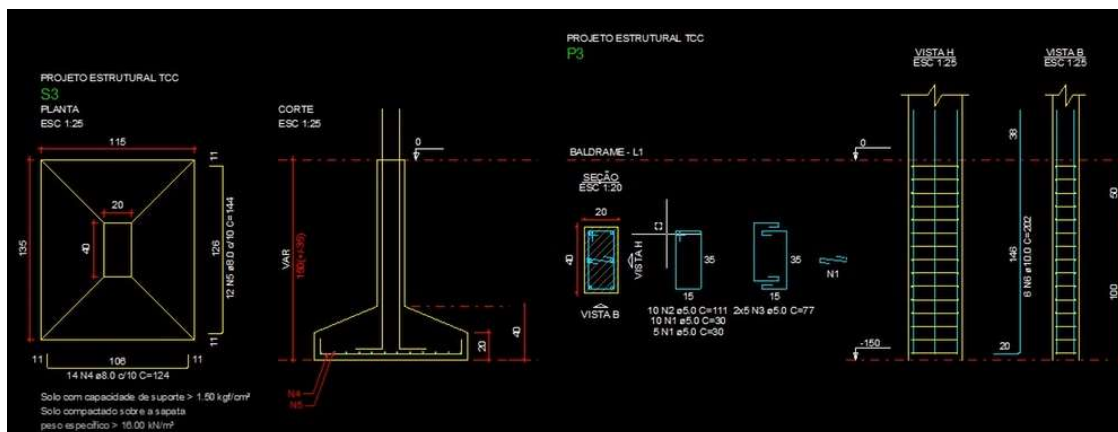 PROJETO ESTRUTURAL TCC
S3
PLANTA
ESC 1:25
115
11
20
40
135
126
12 N5 ø8.0 c/10 C=144
11
11
106
11
14 N4 ø8.0 c/10 C=124
Solo com capacidade de suporte > 1.50 kgf/cm²
Solo compactado sobre a sapata
peso especifico > 16.00 kN/m³
CORTE
ESC 1:25
0
VAR
40
20
N4
N5
PROJETO ESTRUTURAL TCC
P3
BALDRAME - L1
SEÇÃO
ESC 1:20
20
40
VISTA H
VISTA B
35
15
35
15
N1
10 N2 ø5.0 C=111
2x5 N3 ø5.0 C=77
10 N1 ø5.0 C=30
5 N1 ø5.0 C=30
VISTA H
ESC 1:25
VISTA B
ESC 1:25
0
-150
38
146
6 N6 ø10.0 C=202
20
50
100